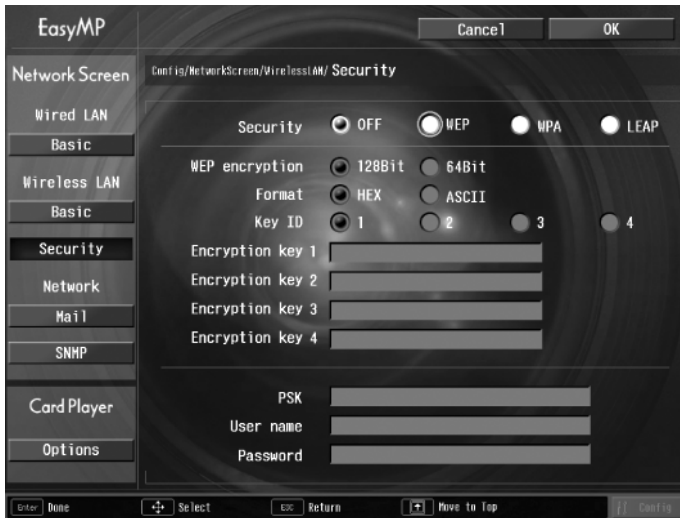 EasyMP
Cancel
OK
Network Screen
Config/NetworkScreen/WirelessLAN/ Security
Wired LAN
Basic
Wireless LAN
Basic
Security
Network
Mail
SNMP
Card Player
Options
Security OFF WEP WPA LEAP
WEP encryption 128Bit 64Bit
Format HEX ASCII
Key ID 1 2 3 4
Encryption key 1
Encryption key 2
Encryption key 3
Encryption key 4
PSK
User name
Password
Enter Done Select Esc Return Move to Top Config